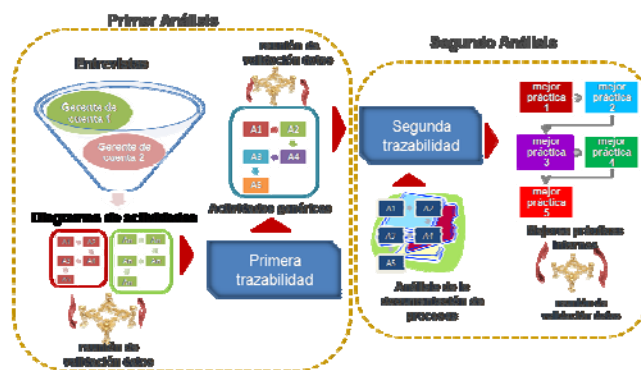 Primer Análisis
Entrevistas
Gerente de
cuenta 1
Gerente de
cuenta 2
Diagramas de actividades
reunión de
validación datos
reunión de
validación datos
A1
A2
A3
A4
A5
Actividades genéricas
Primera
trazabilidad
Segundo Análisis
Segunda
trazabilidad
A1
A2
A3
A4
A5
Análisis de la
documentación de
procesos
mejor
práctica
1
mejor
práctica
2
mejor
práctica
3
mejor
práctica
4
mejor
práctica
5
Mejores prácticas
internas
reunión de
validación datos